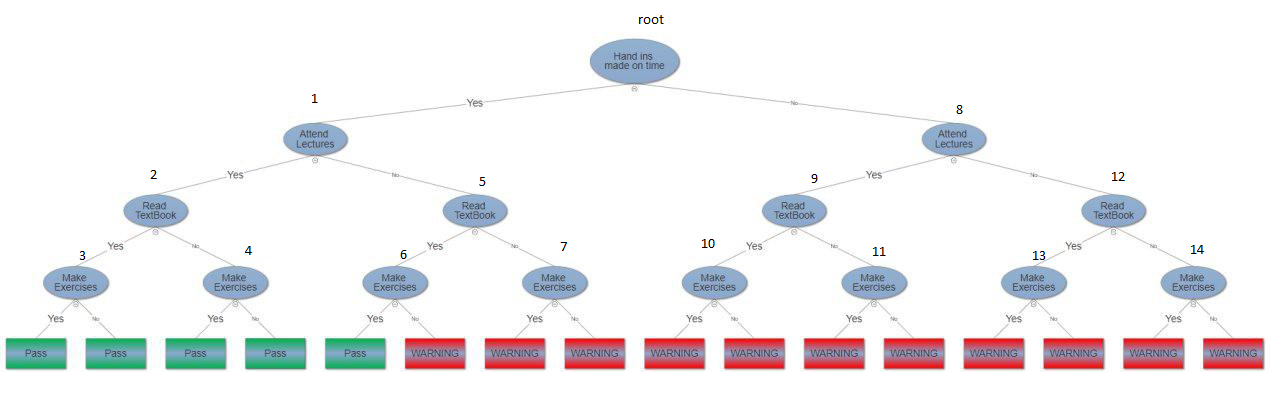 root
Hand ins
made on time
Yes
No
1
8
Attend
Lectures
Attend
Lectures
Yes
No
Yes
No
2
5
9
12
Read
TextBook
Read
TextBook
Read
TextBook
Read
TextBook
Yes
No
Yes
No
Yes
No
Yes
No
3
4
6
7
10
11
13
14
Make
Exercises
Make
Exercises
Make
Exercises
Make
Exercises
Make
Exercises
Make
Exercises
Make
Exercises
Make
Exercises
Yes
No
Yes
No
Yes
No
Yes
No
Yes
No
Yes
No
Yes
No
Yes
No
Pass
Pass
Pass
Pass
Pass
WARNING
WARNING
WARNING
WARNING
WARNING
WARNING
WARNING
WARNING
WARNING
WARNING
WARNING